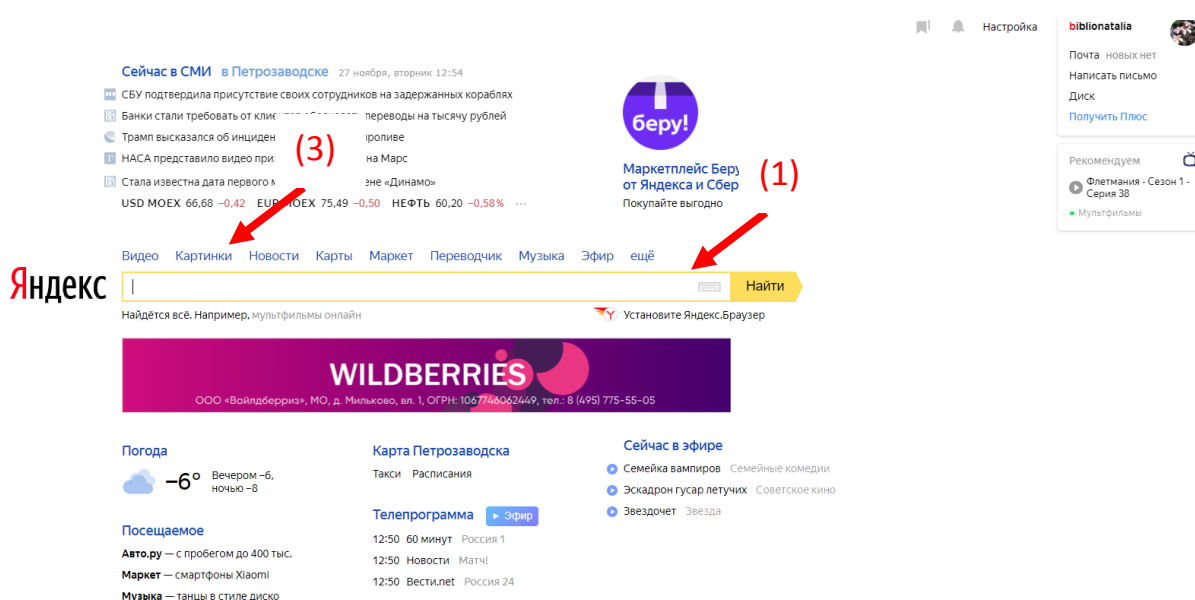 Настройка
biblionatalia
Почта новых нет
Написать письмо
Диск
Получить Плюс
Рекомендуем
Флетмания - Сезон 1 -
Серия 38
Мультфильмы
Сейчас в СМИ в Петрозаводске 27 ноября, вторник 12:54
СБУ подтвердила присутствие своих сотрудников на задержанных кораблях
Банки стали требовать от переводы на тысячу рублей
Трамп высказался об
НАСА представило видео на Марс
Стала известна дата первого «Динамо»
USD MOEX 66,68 −0,42 EUR MOEX 75,49 −0,50 НЕФТЬ 60,20 −0,58% ···
(3)
беру!
Маркетплейс Беру
от Яндекса и Сбер
Покупайте выгодно
(1)
Видео Картинки Новости Карты Маркет Переводчик Музыка Эфир ещё
Яндекс
Найти
Найдётся всё. Например, мультфильмы онлайн
Установите Яндекс.Браузер
WILDBERRIES
ООО «Вайлдберриз», МО, д. Мильково, вл. 1, ОГРН: 1067746062449, тел.: 8 (495) 775-55-05
Погода
−6° Вечером −6,
ночью −8
Посещаемое
Авто.ру — с пробегом до 400 тыс.
Маркет — смартфоны Xiaomi
Музыка — танцы в стиле диско
Карта Петрозаводска
Такси Расписания
Телепрограмма Эфир
12:50 60 минут Россия 1
12:50 Новости Матч!
12:50 Вести.net Россия 24
Сейчас в эфире
Семейка вампиров Семейные комедии
Эскадрон гусар летучих Советское кино
Звездочет Звезда